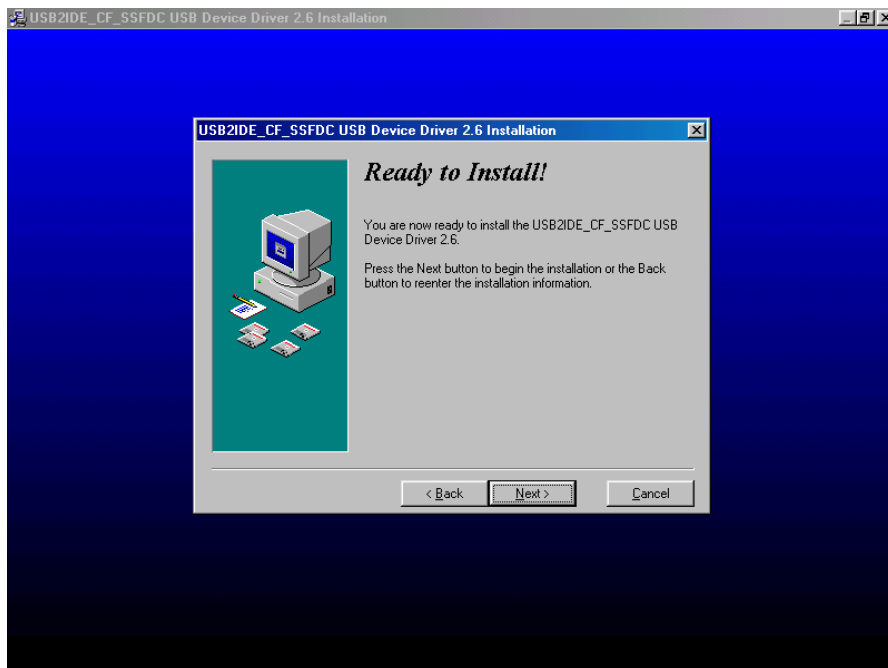 USB2IDE_CF_SSFDC USB Device Driver 2.6 Installation
USB2IDE_CF_SSFDC USB Device Driver 2.6 Installation
Ready to Install!
You are now ready to install the USB2IDE_CF_SSFDC USB
Device Driver 2.6.
Press the Next button to begin the installation or the Back
button to reenter the installation information.
< Back
Next >
Cancel